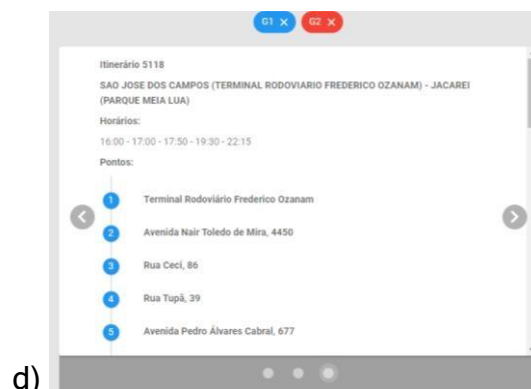 G1 ×
G2 ×
Itinerário 5118
SAO JOSE DOS CAMPOS (TERMINAL RODOVIARIO FREDERICO OZANAM) - JACAREI
(PARQUE MEIA LUA)
Horários:
16:00 - 17:00 - 17:50 - 19:30 - 22:15
Pontos:
1 Terminal Rodoviário Frederico Ozanam
2 Avenida Nair Toledo de Mira, 4450
3 Rua Ceci, 86
4 Rua Tupã, 39
5 Avenida Pedro Álvares Cabral, 677
d)